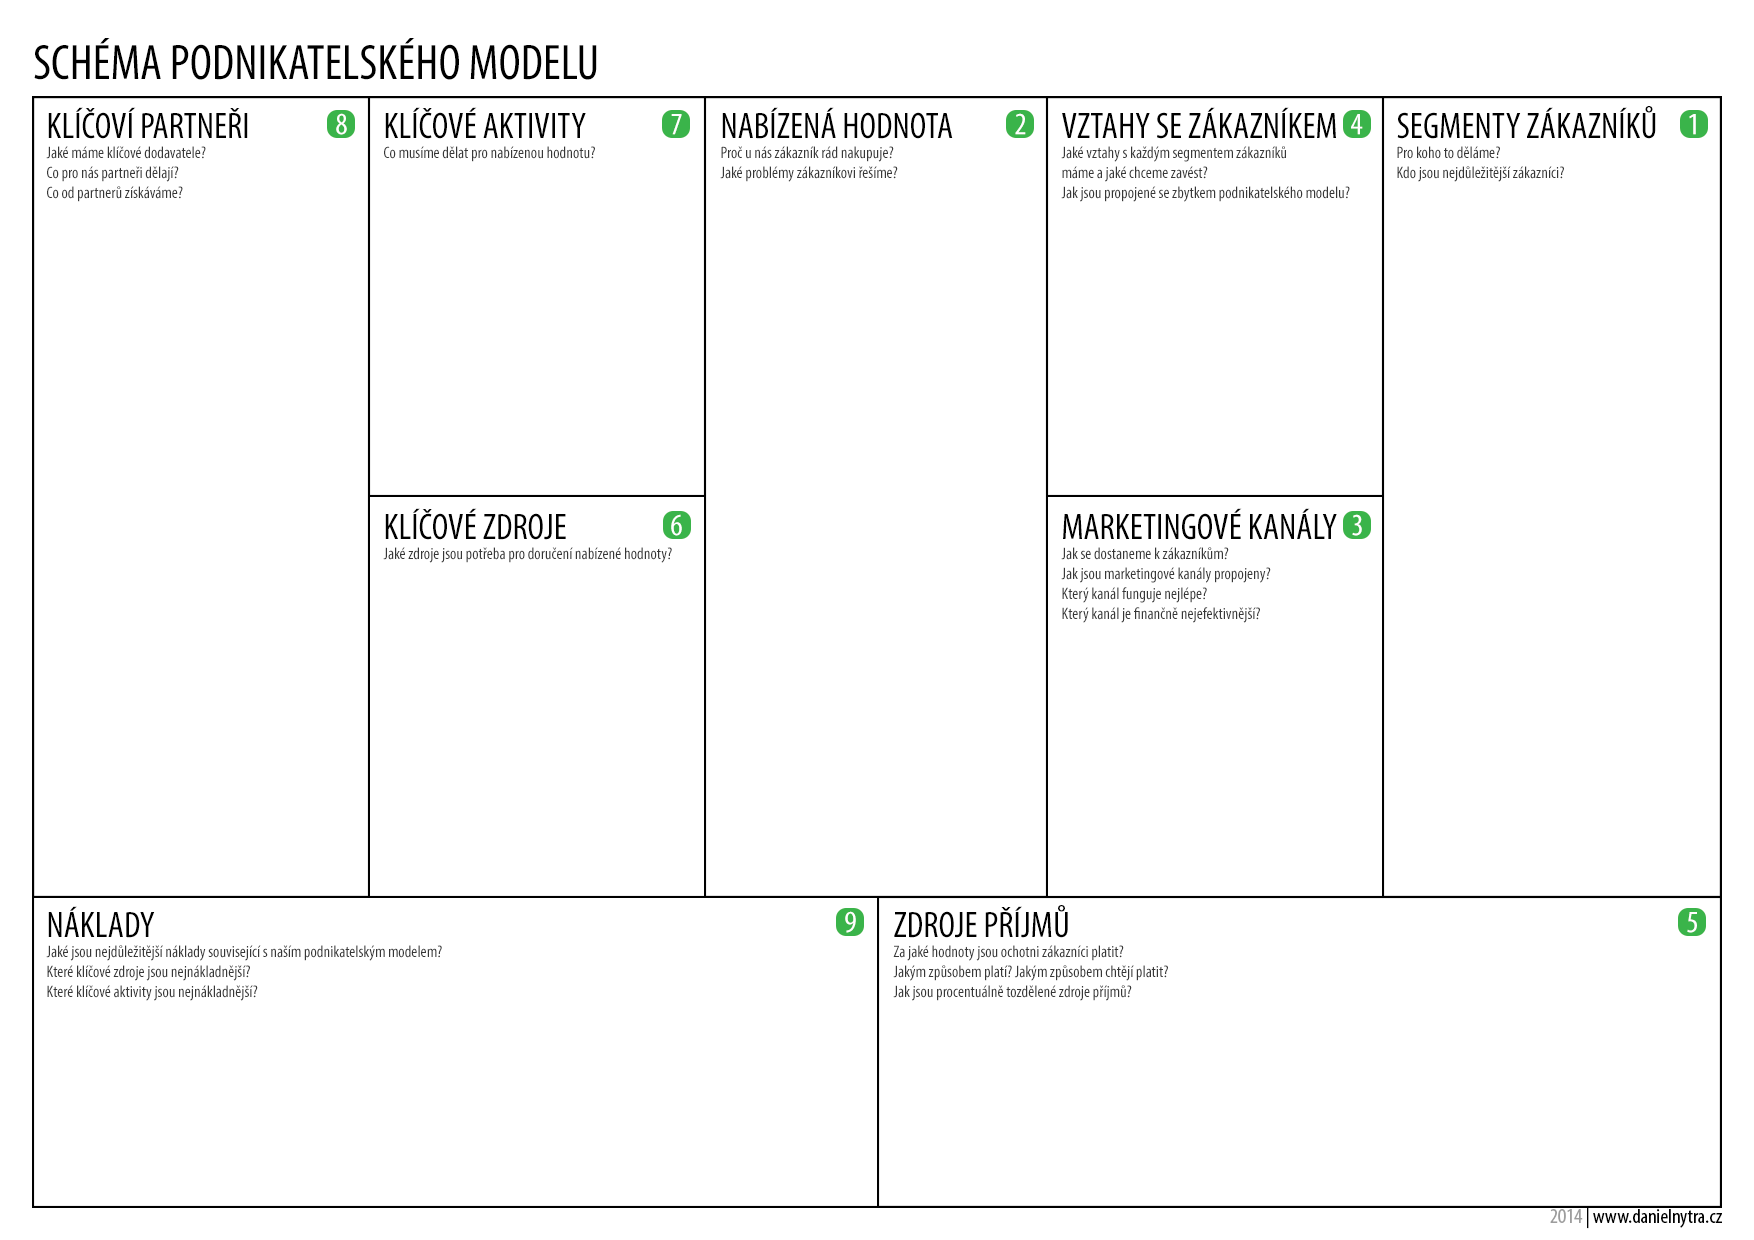 SCHÉMA PODNIKATELSKÉHO MODELU
KLÍČOVÍ PARTNEŘI 8
Jaké máme klíčové dodavatele?
Co pro nás partneři dělají?
Co od partnerů získáváme?
KLÍČOVÉ AKTIVITY 7
Co musíme dělat pro nabízenou hodnotu?
KLÍČOVÉ ZDROJE 6
Jaké zdroje jsou potřeba pro doručení nabízené hodnoty?
NABÍZENÁ HODNOTA 2
Proč u nás zákazník rád nakupuje?
Jaké problémy zákazníkovi řešíme?
VZTAHY SE ZÁKAZNÍKEM 4
Jaké vztahy s každým segmentem zákazníků
máme a jaké chceme zavést?
Jak jsou propojené se zbytkem podnikatelského modelu?
MARKETINGOVÉ KANÁLY 3
Jak se dostaneme k zákazníkům?
Jak jsou marketingové kanály propojeny?
Který kanál funguje nejlépe?
Který kanál je finančně nejefektivnější?
SEGMENTY ZÁKAZNÍKŮ 1
Pro koho to děláme?
Kdo jsou nejdůležitější zákazníci?
NÁKLADY 9
Jaké jsou nejdůležitější náklady související s naším podnikatelským modelem?
Které klíčové zdroje jsou nejnákladnější?
Které klíčové aktivity jsou nejnákladnější?
ZDROJE PŘÍJMŮ 5
Za jaké hodnoty jsou ochotni zákazníci platit?
Jakým způsobem platí? Jakým způsobem chtějí platit?
Jak jsou procentuálně tozdělené zdroje příjmů?
2014 | www.danielnytra.cz